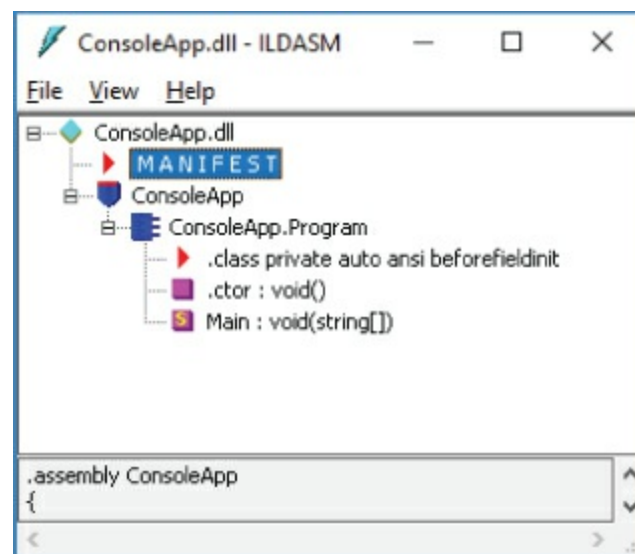 ConsoleApp.dll - ILDASM
File View Help
ConsoleApp.dll
MANIFEST
ConsoleApp
ConsoleApp.Program
.class private auto ansi beforefieldinit
.ctor : void()
S Main : void(string[])
.assembly ConsoleApp
{